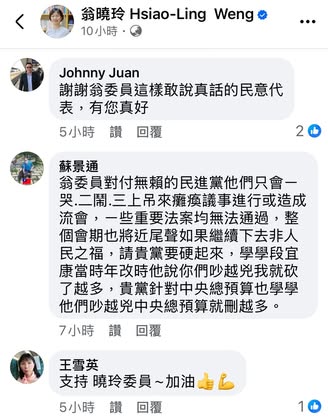 翁曉玲 Hsiao-Ling Weng
10小時·
Johnny Juan
謝謝翁委員這樣敢說真話的民意代
表，有您真好
5小時 讚 回覆 2
蘇景通
翁委員對付無賴的民進黨他們只會一
哭.二鬧.三上吊來癱瘓議事進行或造成
流會，一些重要法案均無法通過，整
個會期也將近尾聲如果繼續下去非人
民之福，請貴黨要硬起來，學學段宜
康當時年改時他說你們吵越兇我就砍
了越多，貴黨針對中央總預算也學學
他們吵越兇中央總預算就刪越多。
7小時 讚 回覆
王雪英
支持 曉玲委員～加油👍💪
5小時 讚 回覆 1